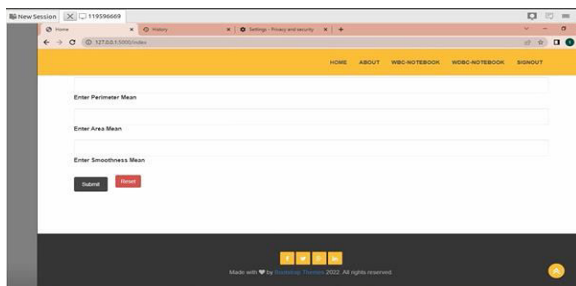 New Session 119596669
Home History Settings - Privacy and security
127.0.0.1:5000/index
HOME ABOUT WBC-NOTEBOOK WDBC-NOTEBOOK SIGNOUT
Enter Perimeter Mean
Enter Area Mean
Enter Smoothness Mean
Submit Reset
Made with by Bootstrap Themes 2022. All rights reserved.